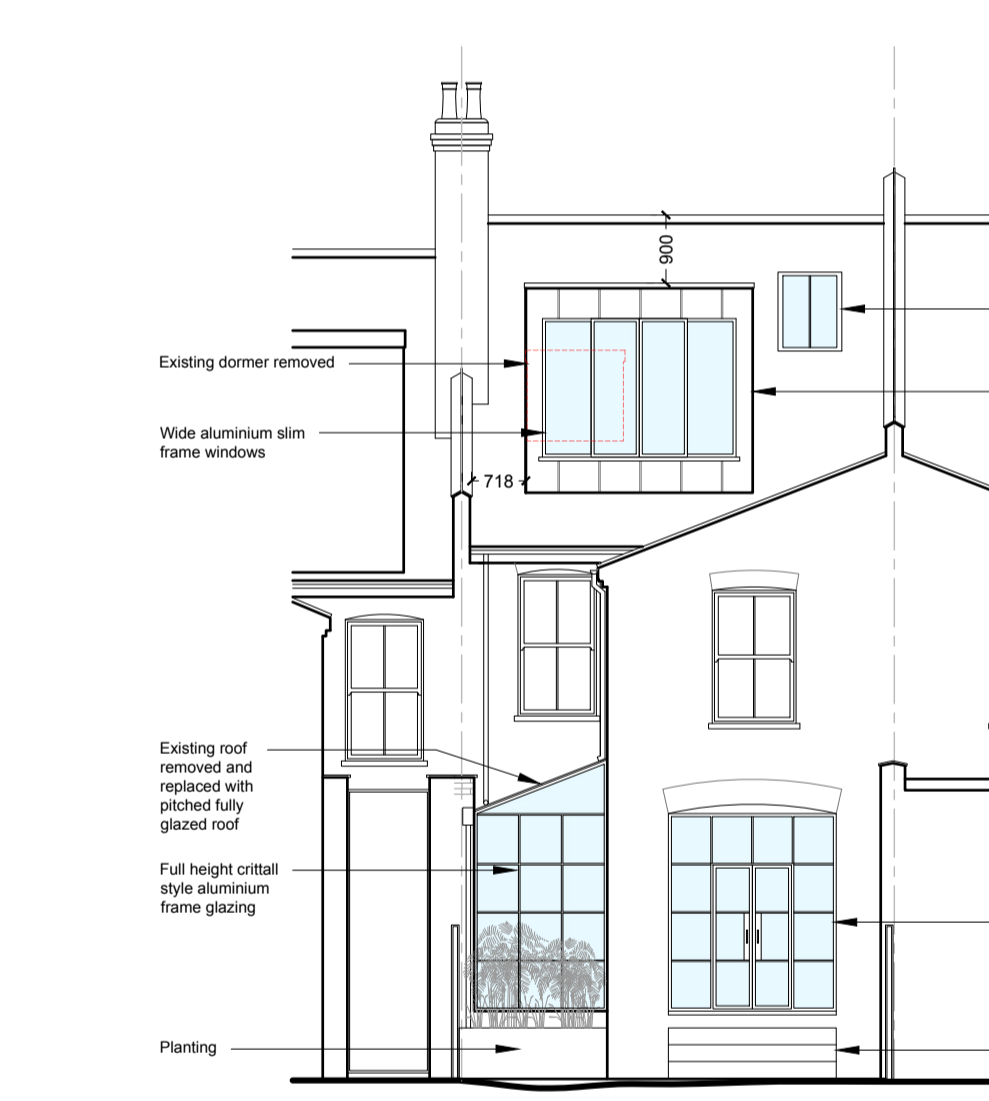 900
Existing dormer removed
Wide aluminium slim
frame windows
718
Existing roof
removed and
replaced with
pitched fully
glazed roof
Full height crittall
style aluminium
frame glazing
Planting